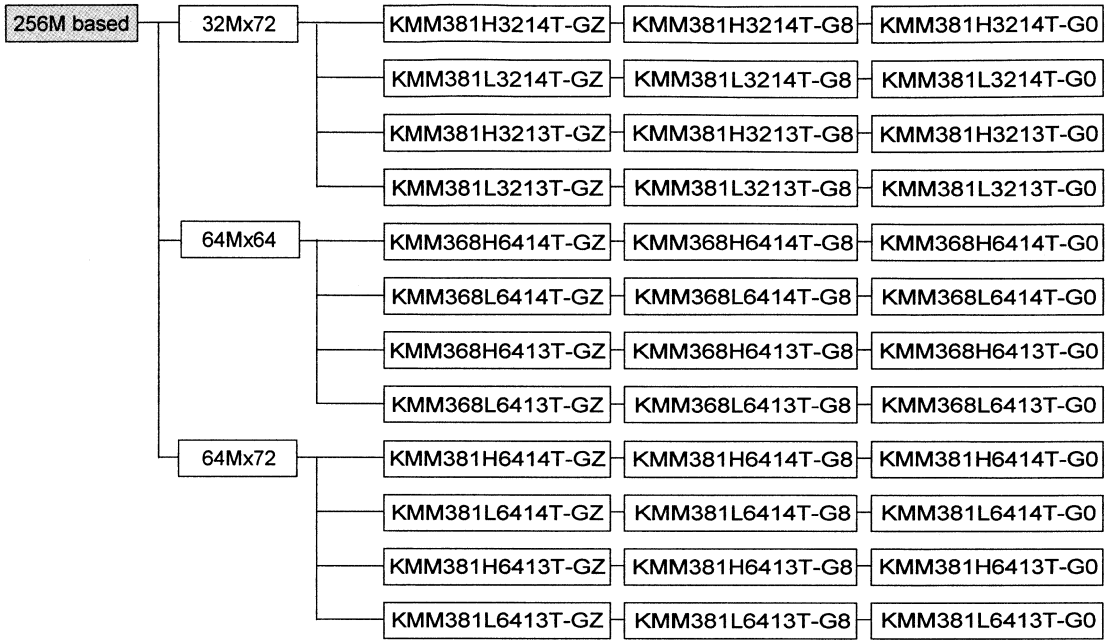 256M based 32Mx72 KMM381H3214T-GZ KMM381H3214T-G8 KMM381H3214T-G0
KMM381L3214T-GZ KMM381L3214T-G8 KMM381L3214T-G0
KMM381H3213T-GZ KMM381H3213T-G8 KMM381H3213T-G0
KMM381L3213T-GZ KMM381L3213T-G8 KMM381L3213T-G0
64Mx64 KMM368H6414T-GZ KMM368H6414T-G8 KMM368H6414T-G0
KMM368L6414T-GZ KMM368L6414T-G8 KMM368L6414T-G0
KMM368H6413T-GZ KMM368H6413T-G8 KMM368H6413T-G0
KMM368L6413T-GZ KMM368L6413T-G8 KMM368L6413T-G0
64Mx72 KMM381H6414T-GZ KMM381H6414T-G8 KMM381H6414T-G0
KMM381L6414T-GZ KMM381L6414T-G8 KMM381L6414T-G0
KMM381H6413T-GZ KMM381H6413T-G8 KMM381H6413T-G0
KMM381L6413T-GZ KMM381L6413T-G8 KMM381L6413T-G0